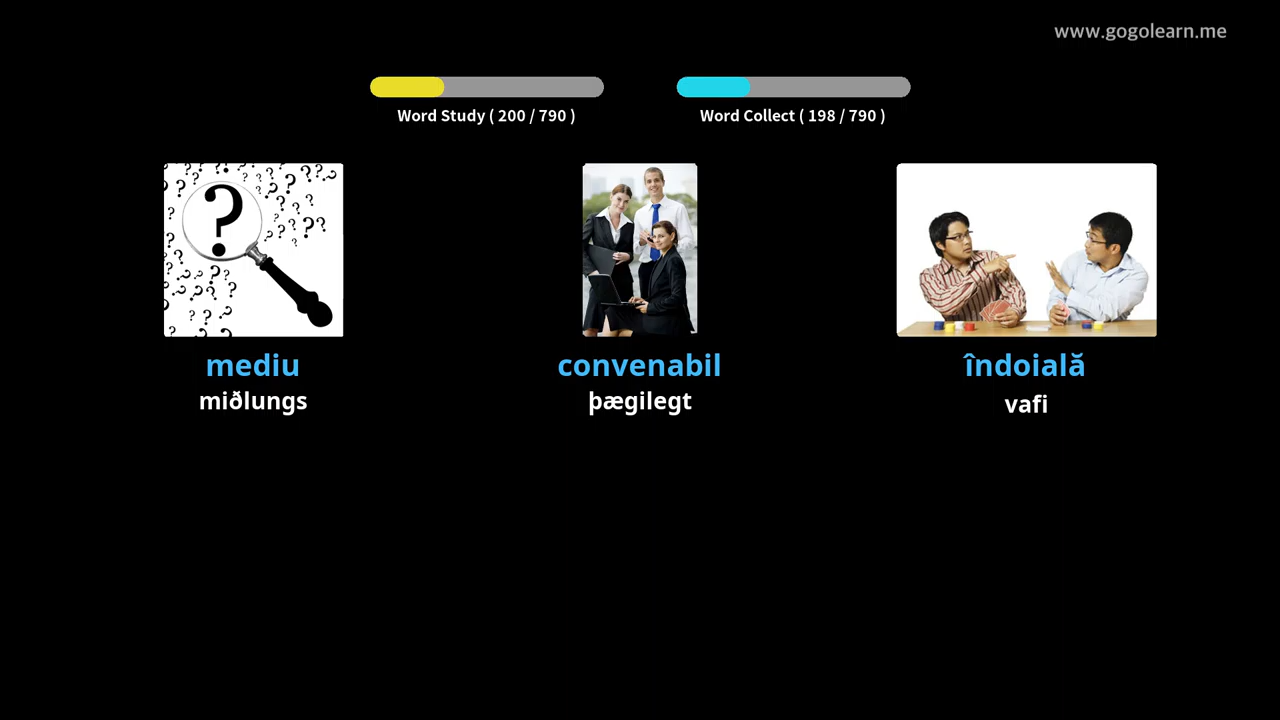 www.gogolearn.me
Word Study ( 200 / 790 )
Word Collect ( 198 / 790 )
mediu
miðlungs
convenabil
þægilegt
îndoială
vafi